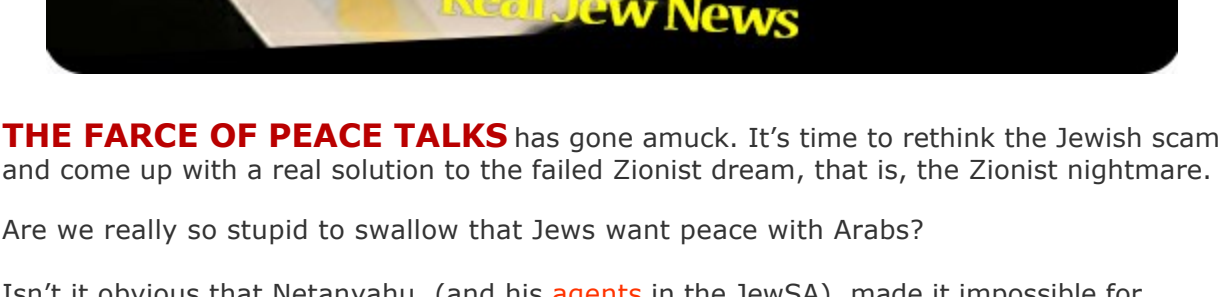 Real Jew News
THE FARCE OF PEACE TALKS has gone amuck. It’s time to rethink the Jewish scam
and come up with a real solution to the failed Zionist dream, that is, the Zionist nightmare.
Are we really so stupid to swallow that Jews want peace with Arabs?
Isn’t it obvious that Netanyahu, (and his agents in the JewSA), made it impossible for